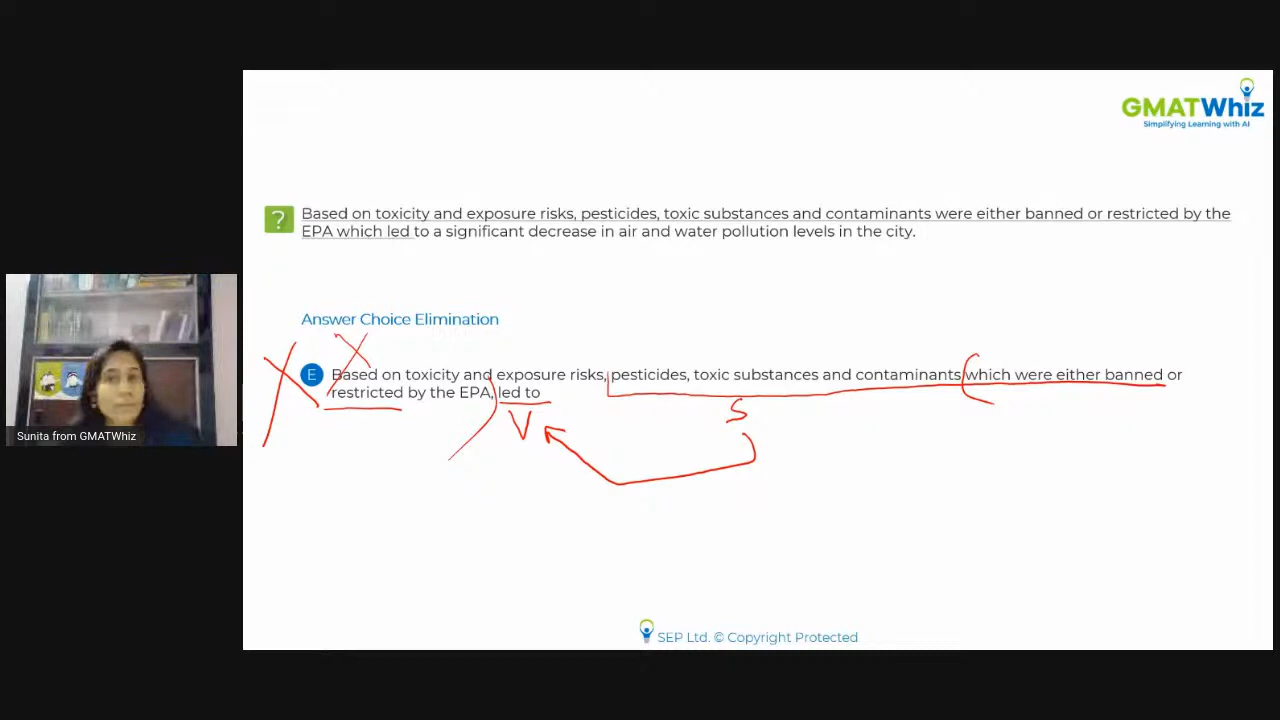 GMATWhiz
Simplifying Learning with AI
?
Based on toxicity and exposure risks, pesticides, toxic substances and contaminants were either banned or restricted by the
EPA which led to a significant decrease in air and water pollution levels in the city.
Answer Choice Elimination
E
Based on toxicity and exposure risks, pesticides, toxic substances and contaminants which were either banned or
restricted by the EPA, led to
S
V
Sunita from GMATWhiz
SEP Ltd. © Copyright Protected